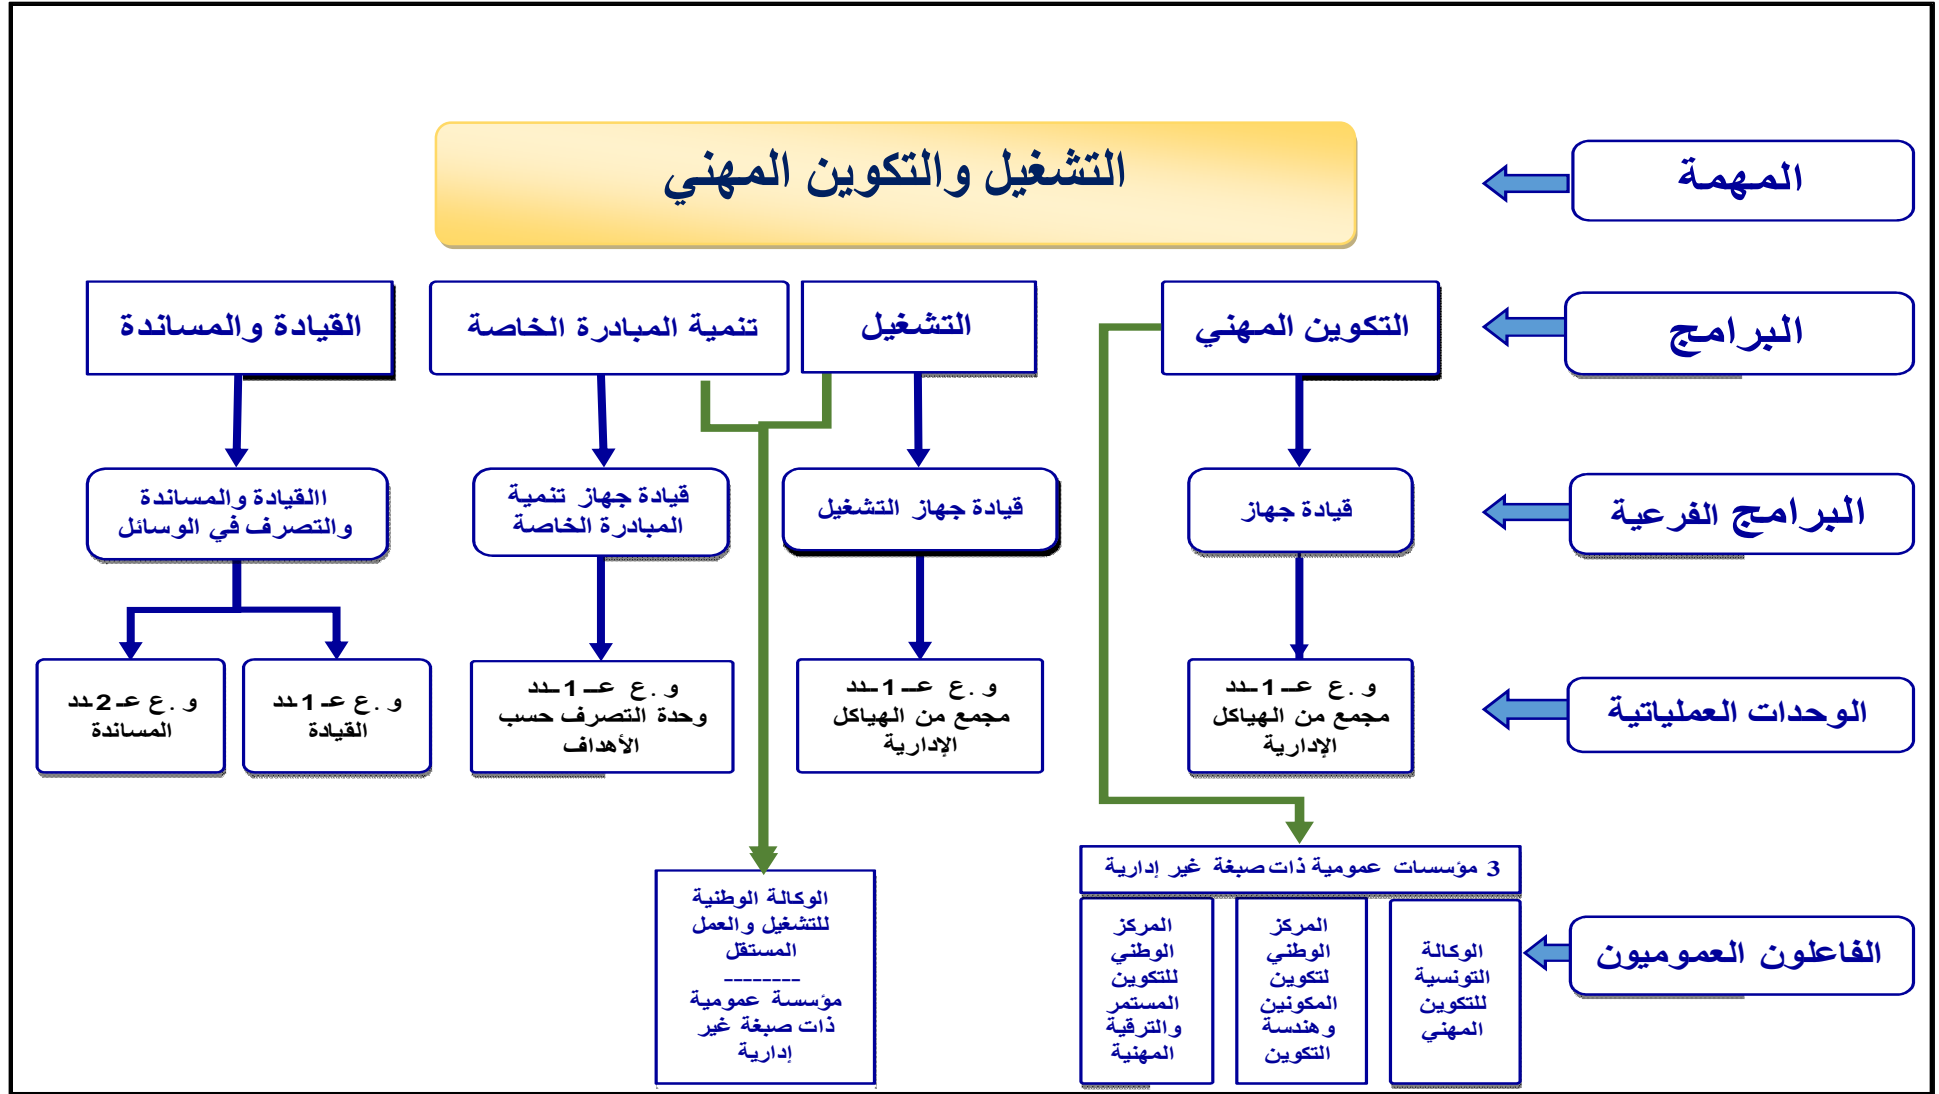 المهمة
التشغيل والتكوين المهني
البرامج
التكوين المهني
التشغيل
تنمية المبادرة الخاصة
القيادة والمساندة
البرامج الفرعية
قيادة جهاز
قيادة جهاز التشغيل
قيادة جهاز تنمية
المبادرة الخاصة
االقيادة والمساندة
والتصرف في الوسائل
الوحدات العملياتية
و.ع عــ1ـدد
مجمع من الهياكل
الإدارية
و.ع عــ1ـدد
مجمع من الهياكل
الإدارية
و.ع عــ1ـدد
وحدة التصرف حسب
الأهداف
و.ع عـ1ـدد
القيادة
و.ع عـ2ـدد
المساندة
الفاعلون العموميون
3 مؤسسات عمومية ذات صبغة غير إدارية
الوكالة
التونسية
للتكوين
المهني
المركز
الوطني
لتكوين
المكونين
وهندسة
التكوين
المركز
الوطني
للتكوين
المستمر
والترقية
المهنية
الوكالة الوطنية
للتشغيل والعمل
المستقل
--------
مؤسسة عمومية
ذات صبغة غير
إدارية